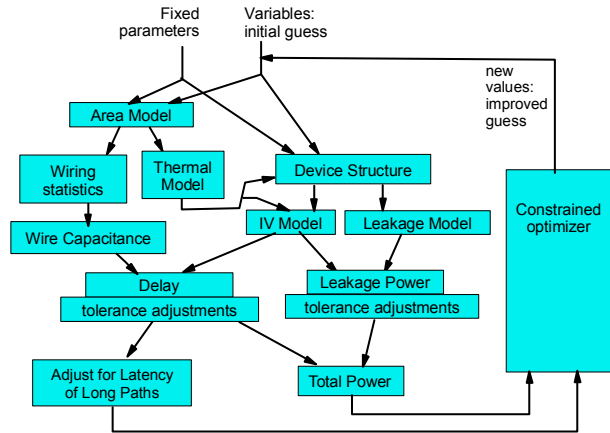 Fixed
parameters
Variables:
initial guess
new
values:
improved
guess
Area Model
Wiring
statistics
Thermal
Model
Device Structure
Wire Capacitance
IV Model
Leakage Model
Constrained
optimizer
Delay
tolerance adjustments
Leakage Power
tolerance adjustments
Adjust for Latency
of Long Paths
Total Power